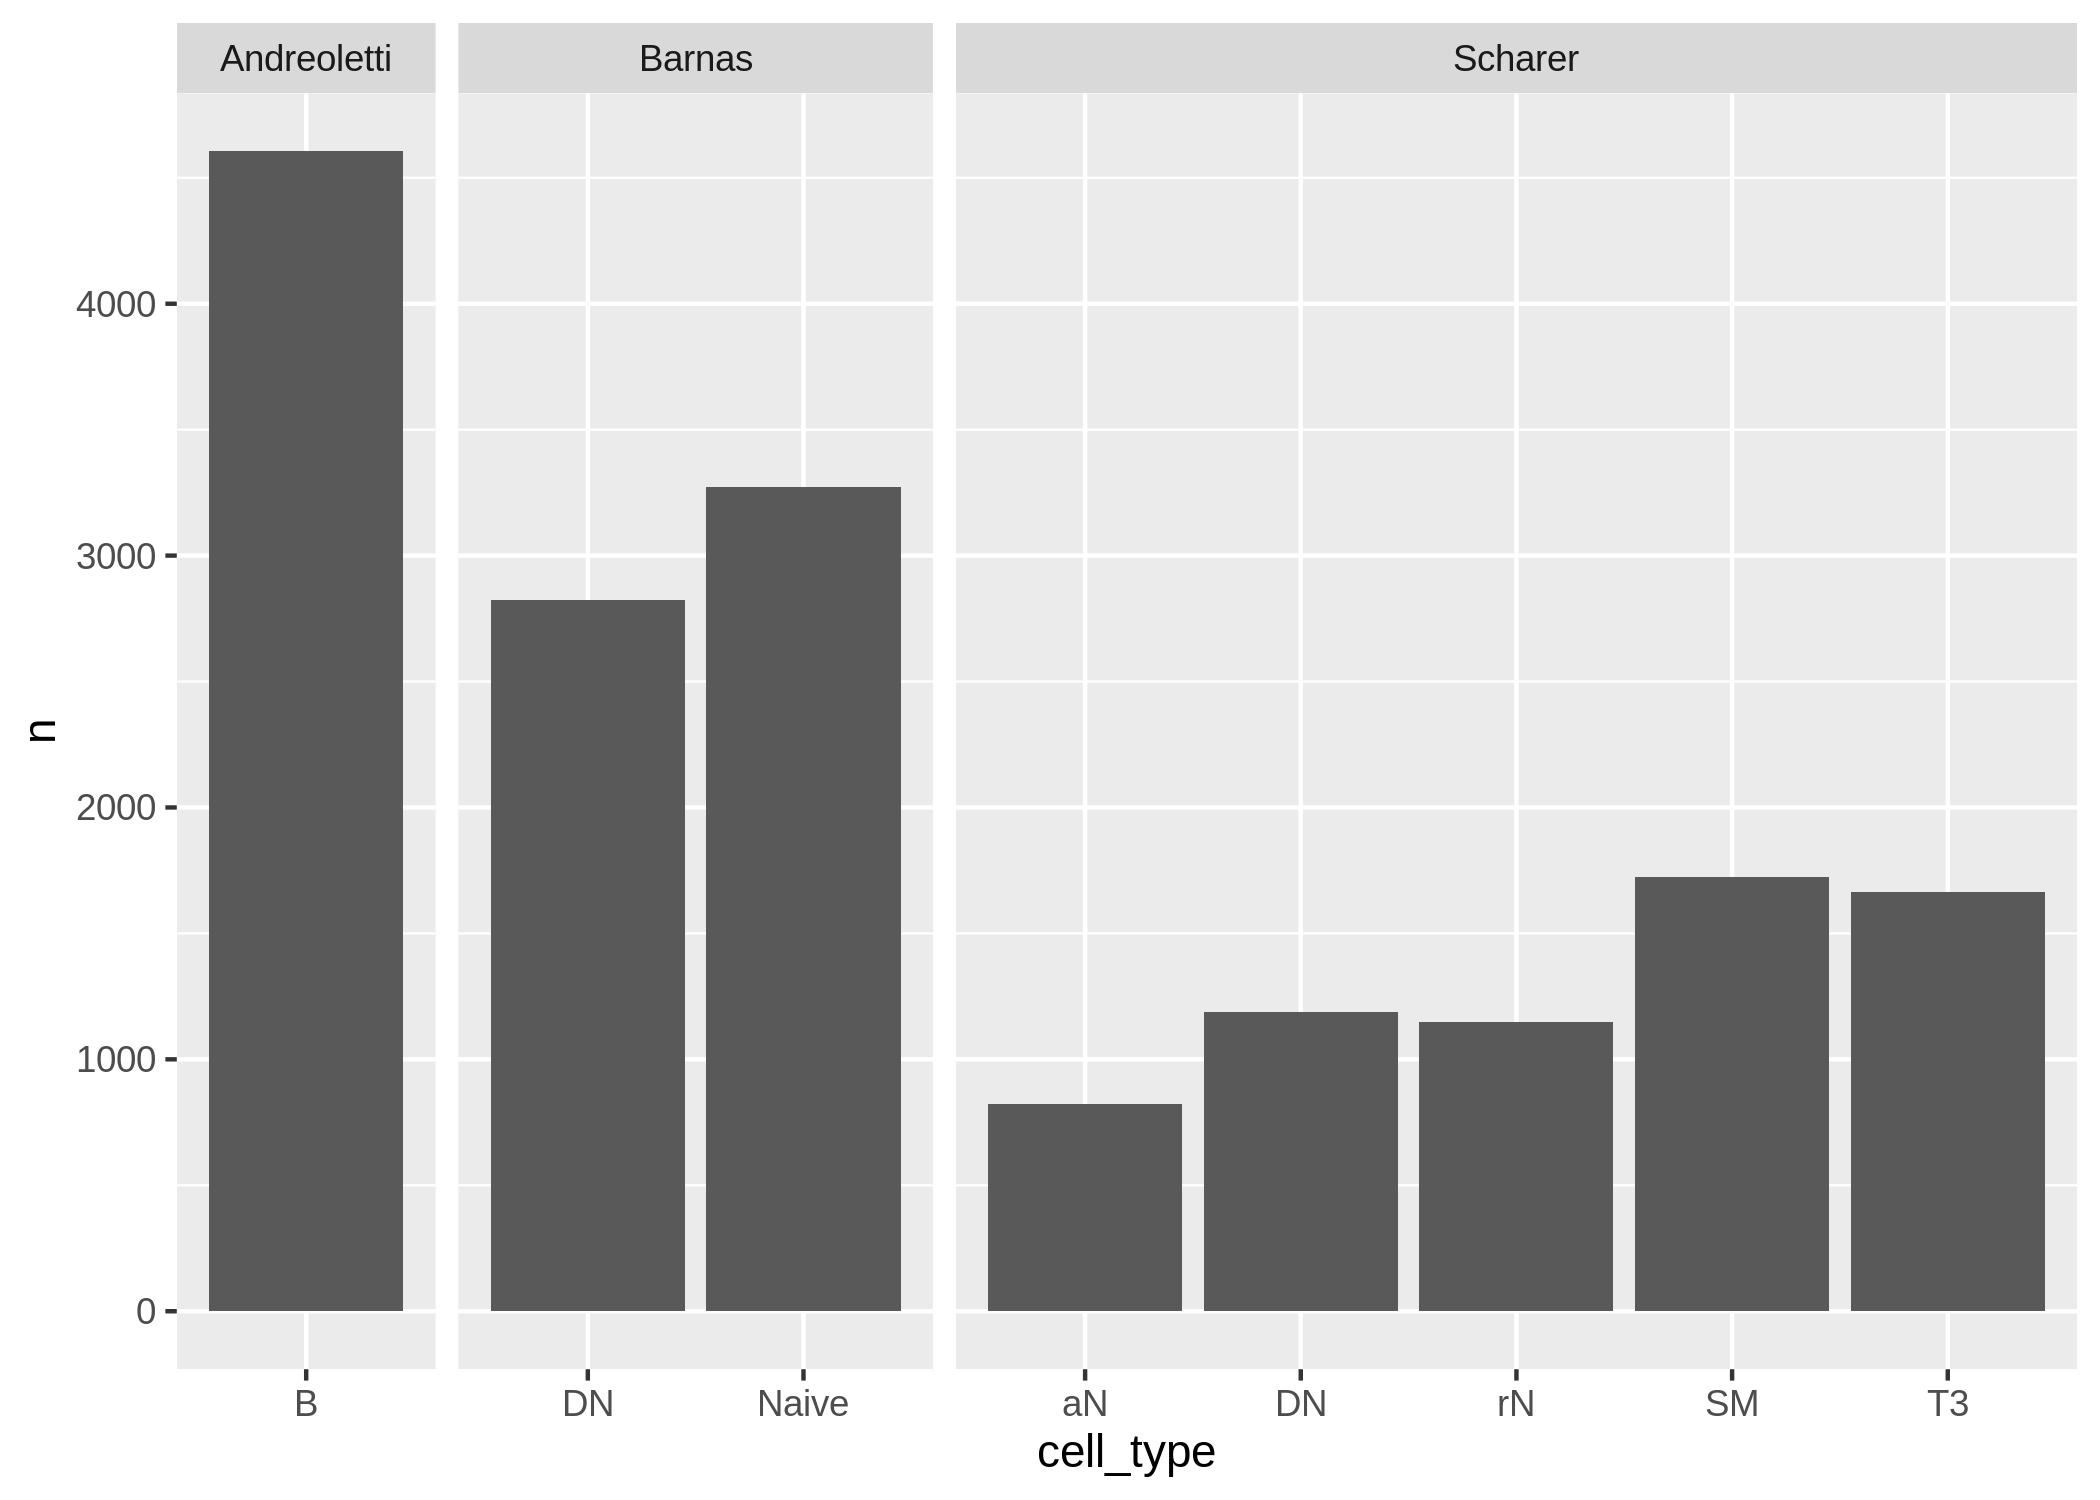 Andreoletti Barnas Scharer
n
4000
3000
2000
1000
0
B DN Naive aN DN rN SM T3
cell_type